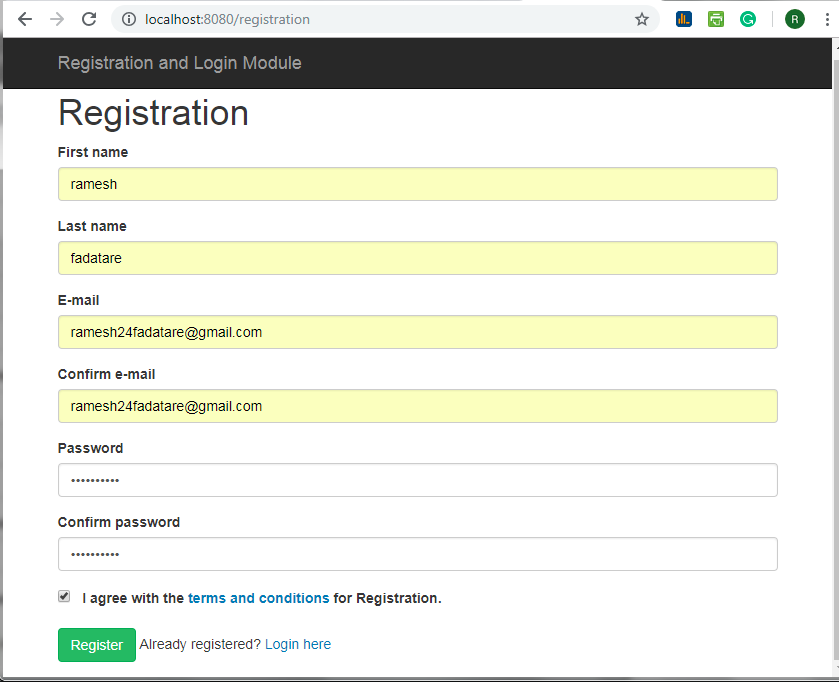 localhost:8080/registration
R
Registration and Login Module
Registration
First name
ramesh
Last name
fadatare
E-mail
ramesh24fadatare@gmail.com
Confirm e-mail
ramesh24fadatare@gmail.com
Password
••••••••••
Confirm password
••••••••••
I agree with the terms and conditions for Registration.
Register Already registered? Login here